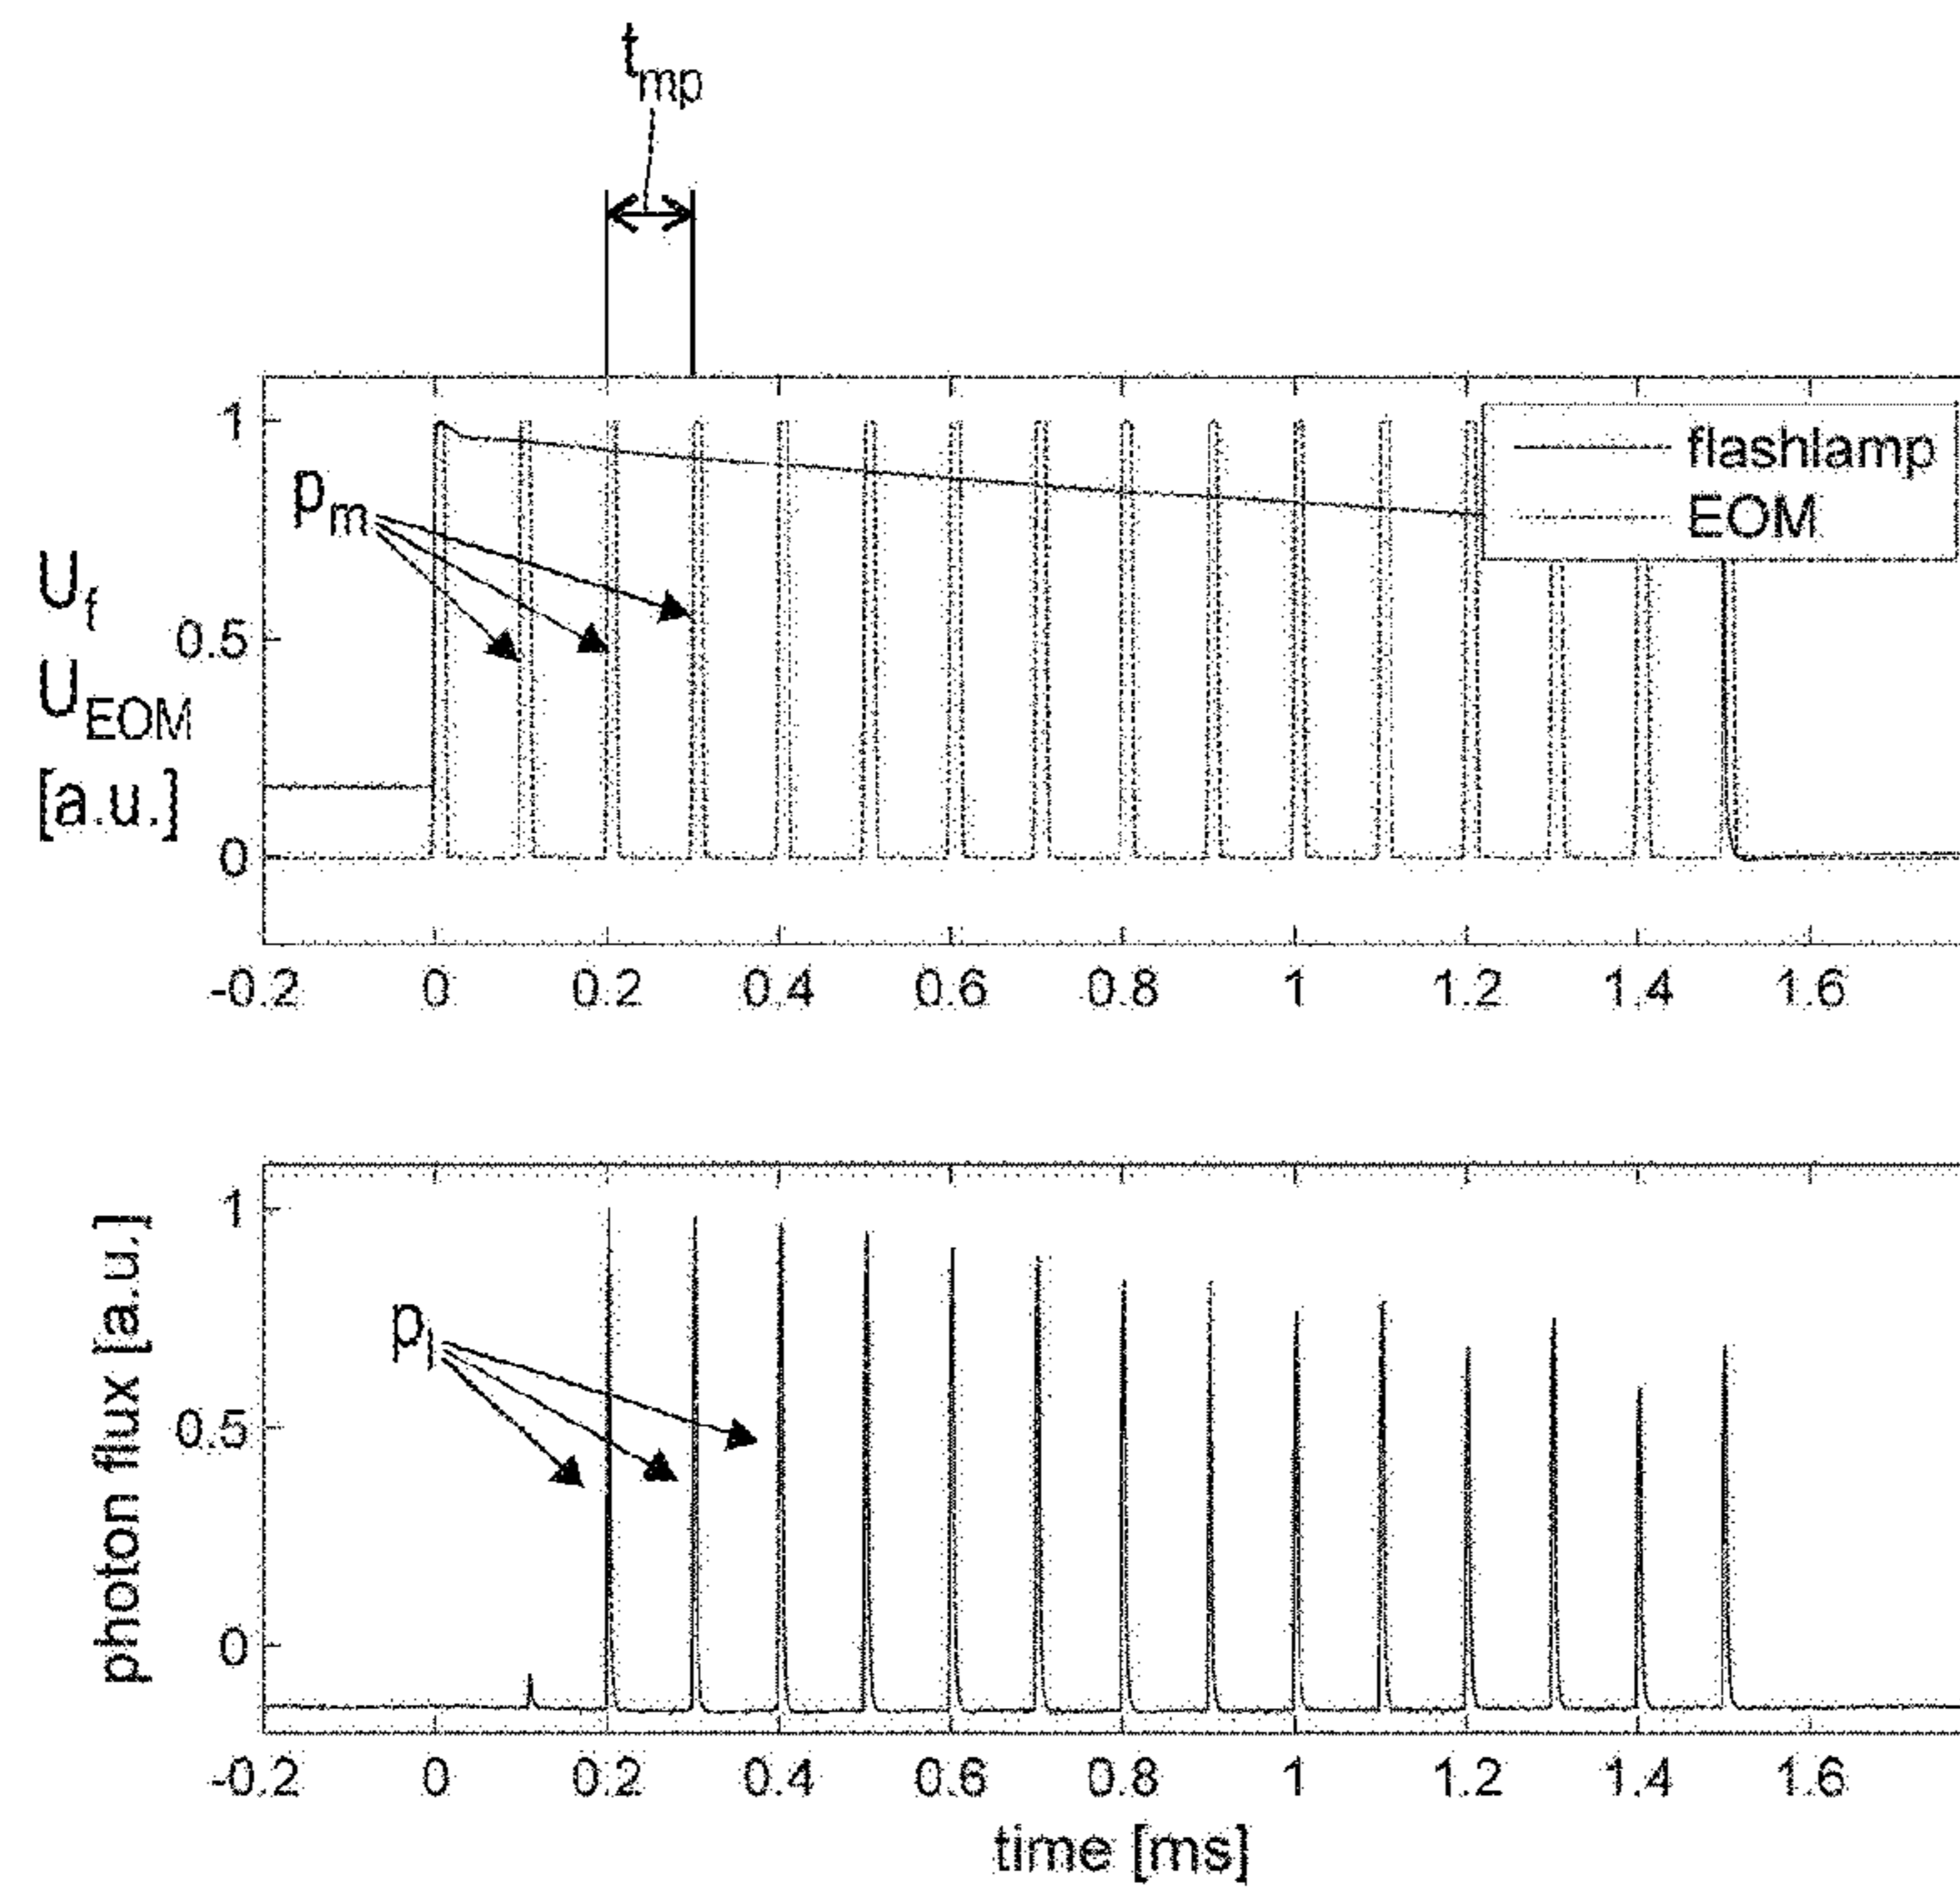 t_mp
1
flashlamp
EOM
p_m
U_f
0.5
U_EOM
[a.u.]
0
-0.2 0 0.2 0.4 0.6 0.8 1 1.2 1.4 1.6
1
photon flux [a.u.]
p_l
0.5
0
-0.2 0 0.2 0.4 0.6 0.8 1 1.2 1.4 1.6
time [ms]